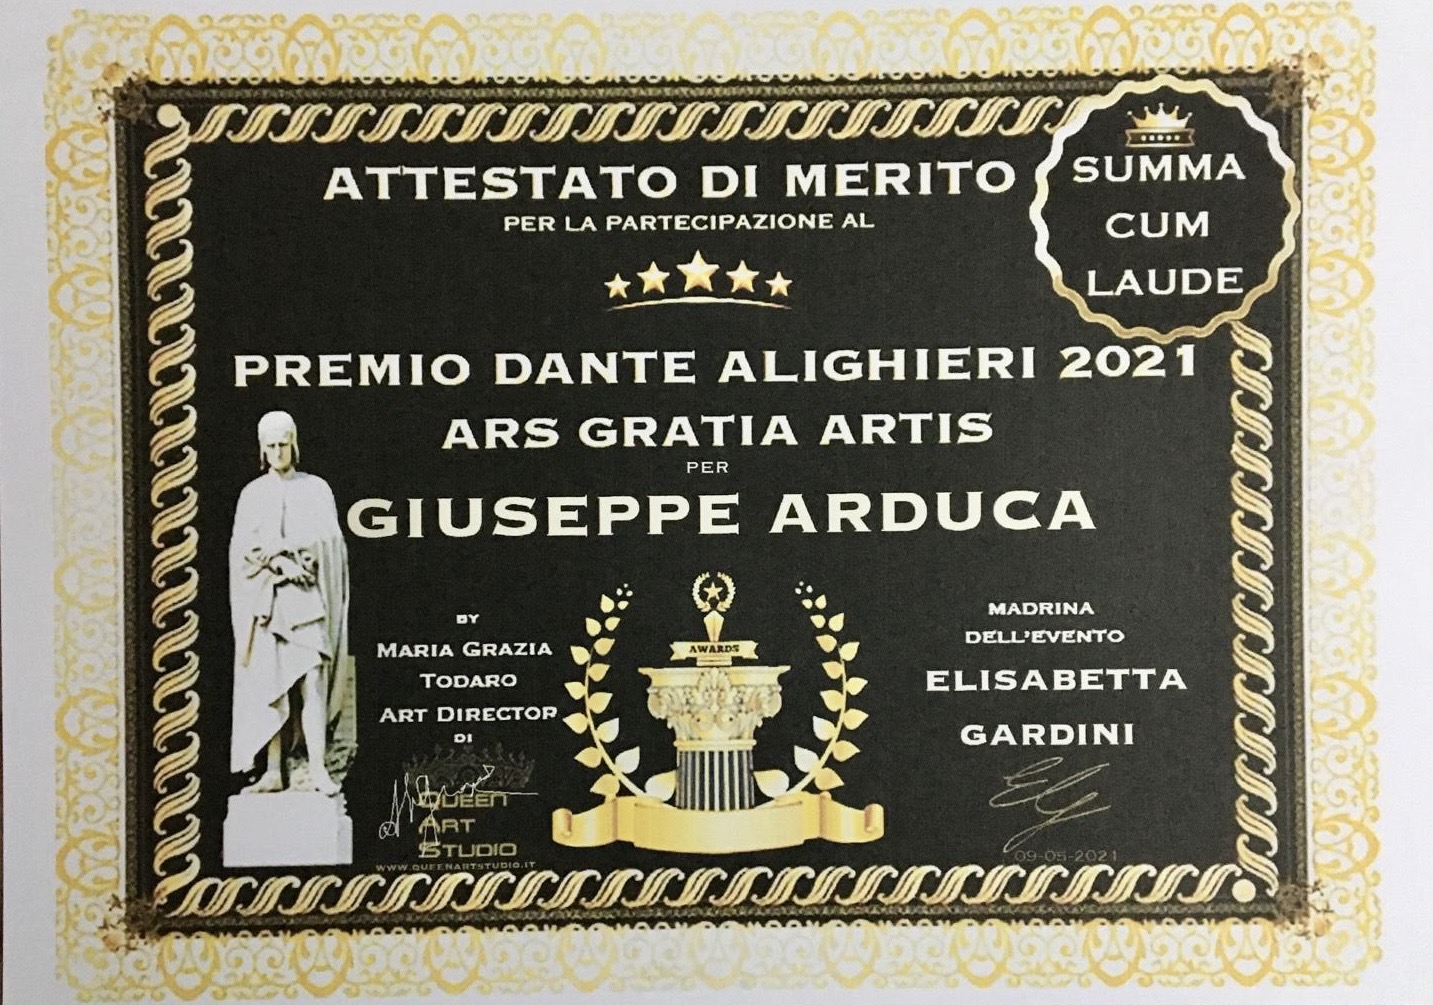 ATTESTATO DI MERITO
PER LA PARTECIPAZIONE AL
SUMMA
CUM
LAUDE
PREMIO DANTE ALIGHIERI 2021
ARS GRATIA ARTIS
PER
GIUSEPPE ARDUCA
BY
MARIA GRAZIA
TODARO
ART DIRECTOR
DI
QUEEN
ART
STUDIO
WWW.QUEENARTSTUDIO.IT
AWARDS
MADRINA
DELL'EVENTO
ELISABETTA
GARDINI
09-05-2021